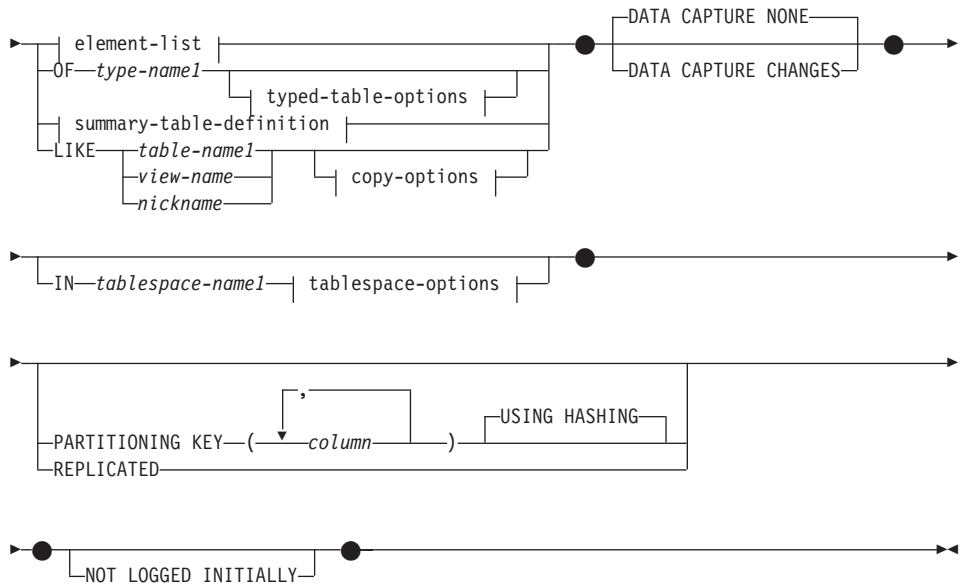 DATA CAPTURE NONE
element-list
OF type-name1
DATA CAPTURE CHANGES
typed-table-options
summary-table-definition
LIKE table-name1
view-name
copy-options
nickname
IN tablespace-name1 tablespace-options
,
USING HASHING
PARTITIONING KEY ( column )
REPLICATED
NOT LOGGED INITIALLY